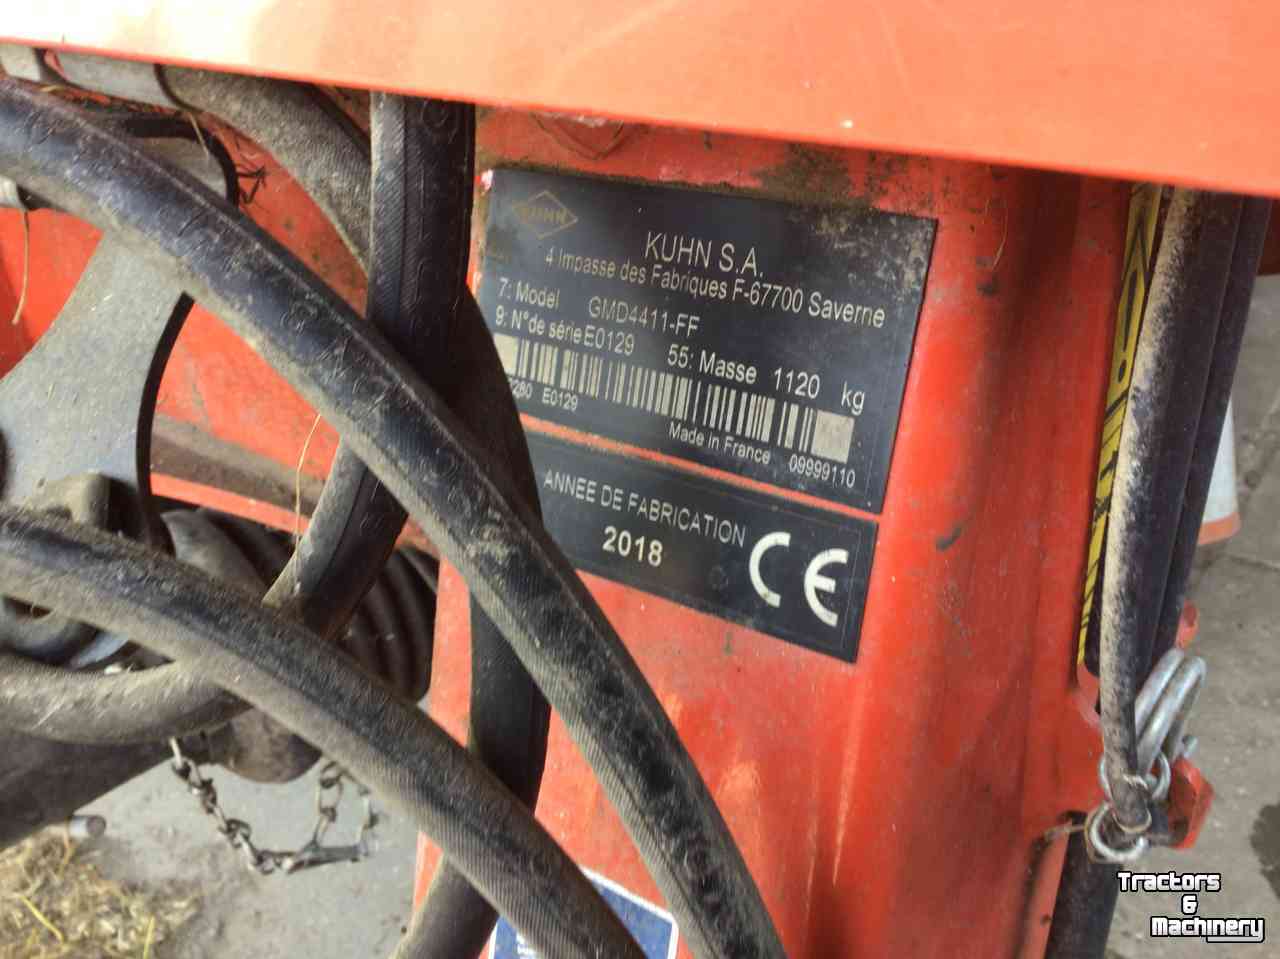 KUHN
KUHN S.A.
4 Impasse des Fabriques F-67700 Saverne
7: Model GMD4411-FF
9: N°de série E0129 55: Masse 1120 kg
E0129
Made in France 09999110
ANNEE DE FABRICATION
2018
CE
Tractors
&
Machinery